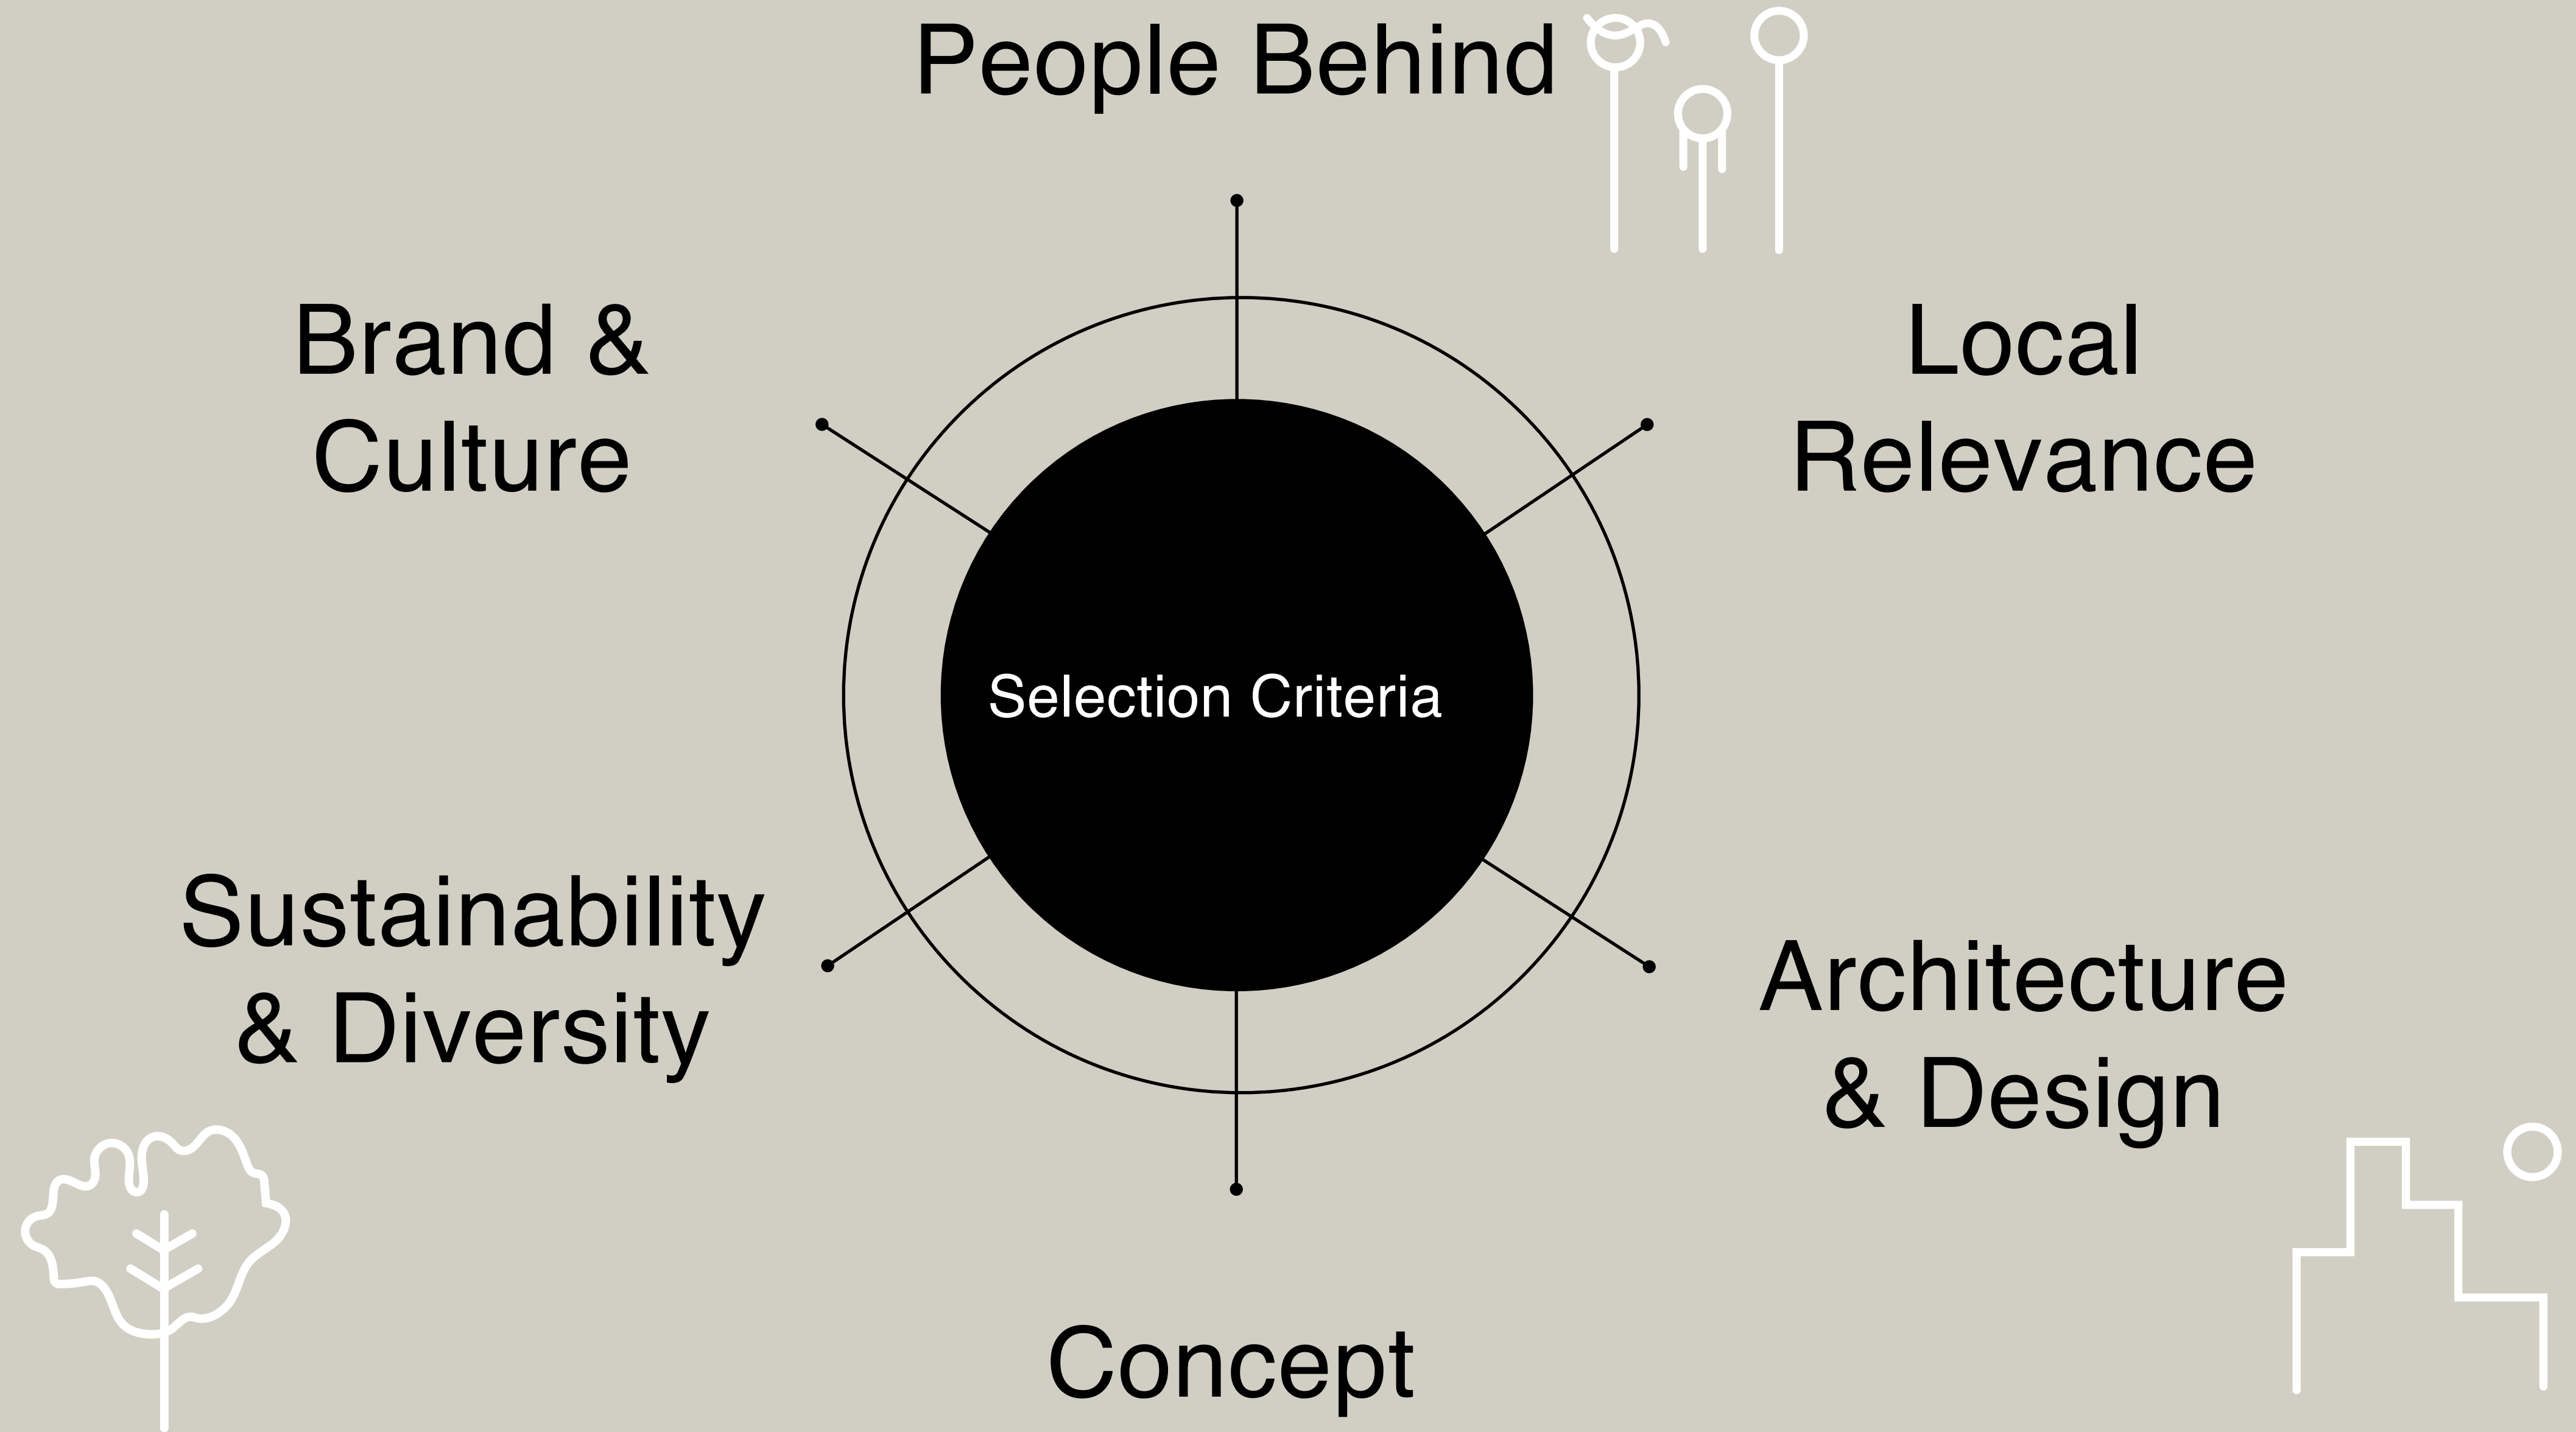 People Behind
Brand &
Culture
Local
Relevance
Selection Criteria
Sustainability
& Diversity
Architecture
& Design
Concept